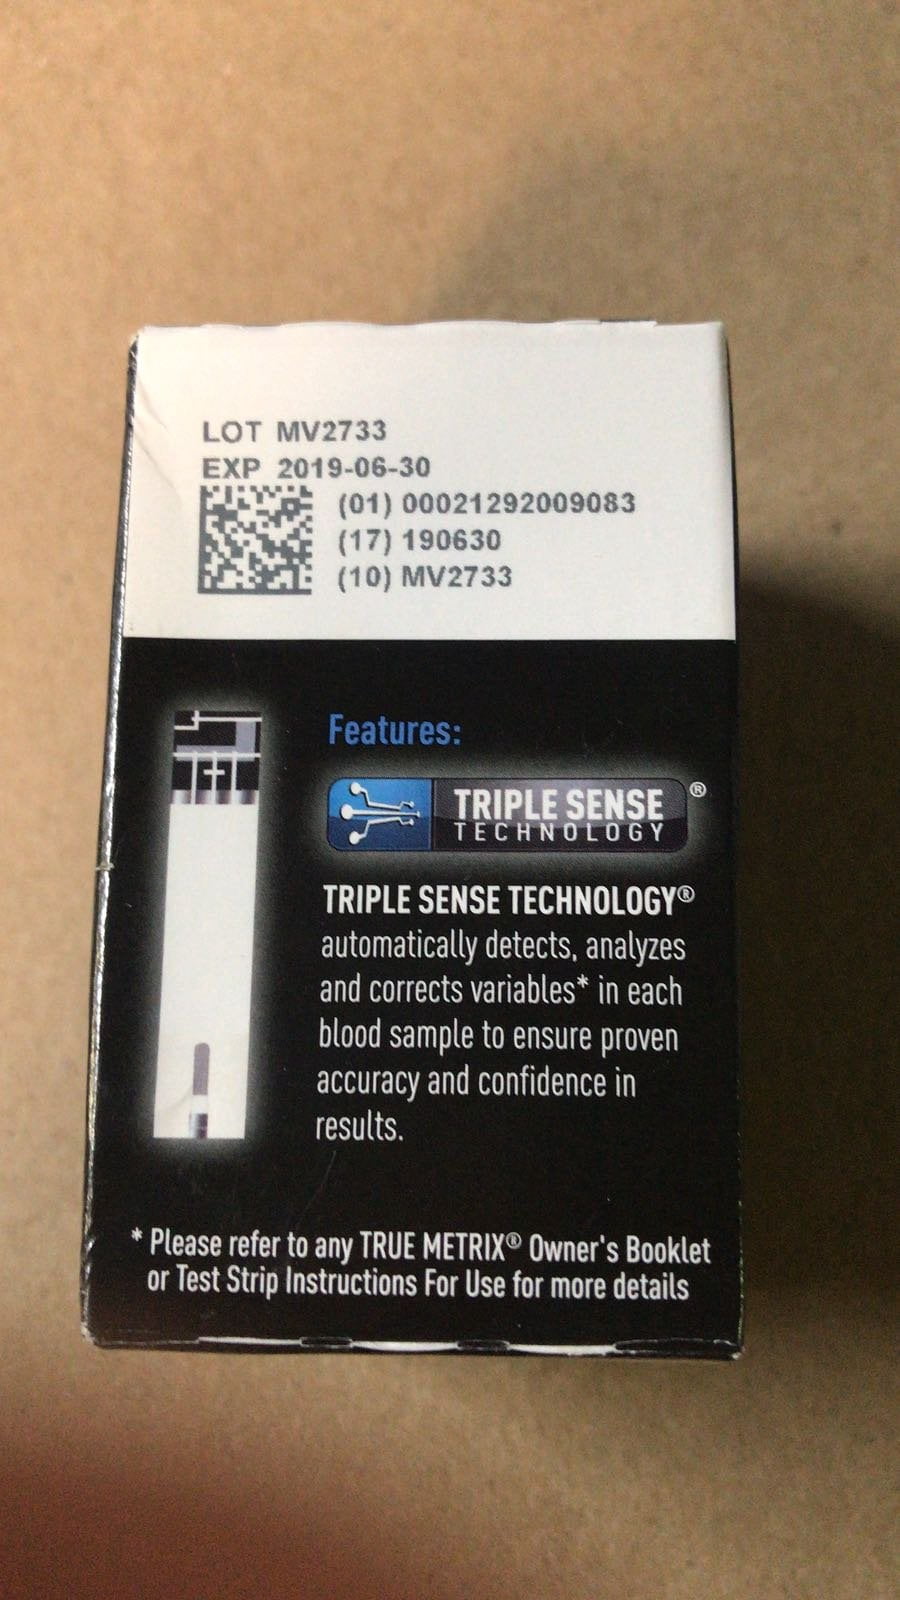 LOT MV2733
EXP 2019-06-30
(01) 00021292009083
(17) 190630
(10) MV2733
Features:
TRIPLE SENSE ®
TECHNOLOGY
TRIPLE SENSE TECHNOLOGY®
automatically detects, analyzes
and corrects variables* in each
blood sample to ensure proven
accuracy and confidence in
results.
* Please refer to any TRUE METRIX® Owner's Booklet
or Test Strip Instructions For Use for more details